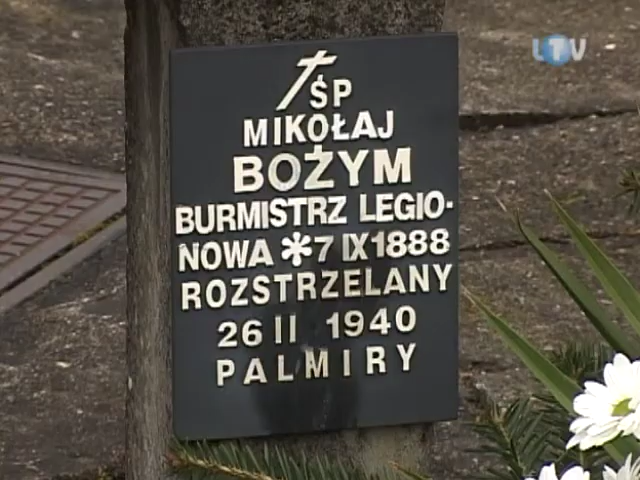 LTV
ŚP
MIKOŁAJ
BOŻYM
BURMISTRZ LEGIO-
NOWA *7 IX 1888
ROZSTRZELANY
26 II 1940
PALMIRY